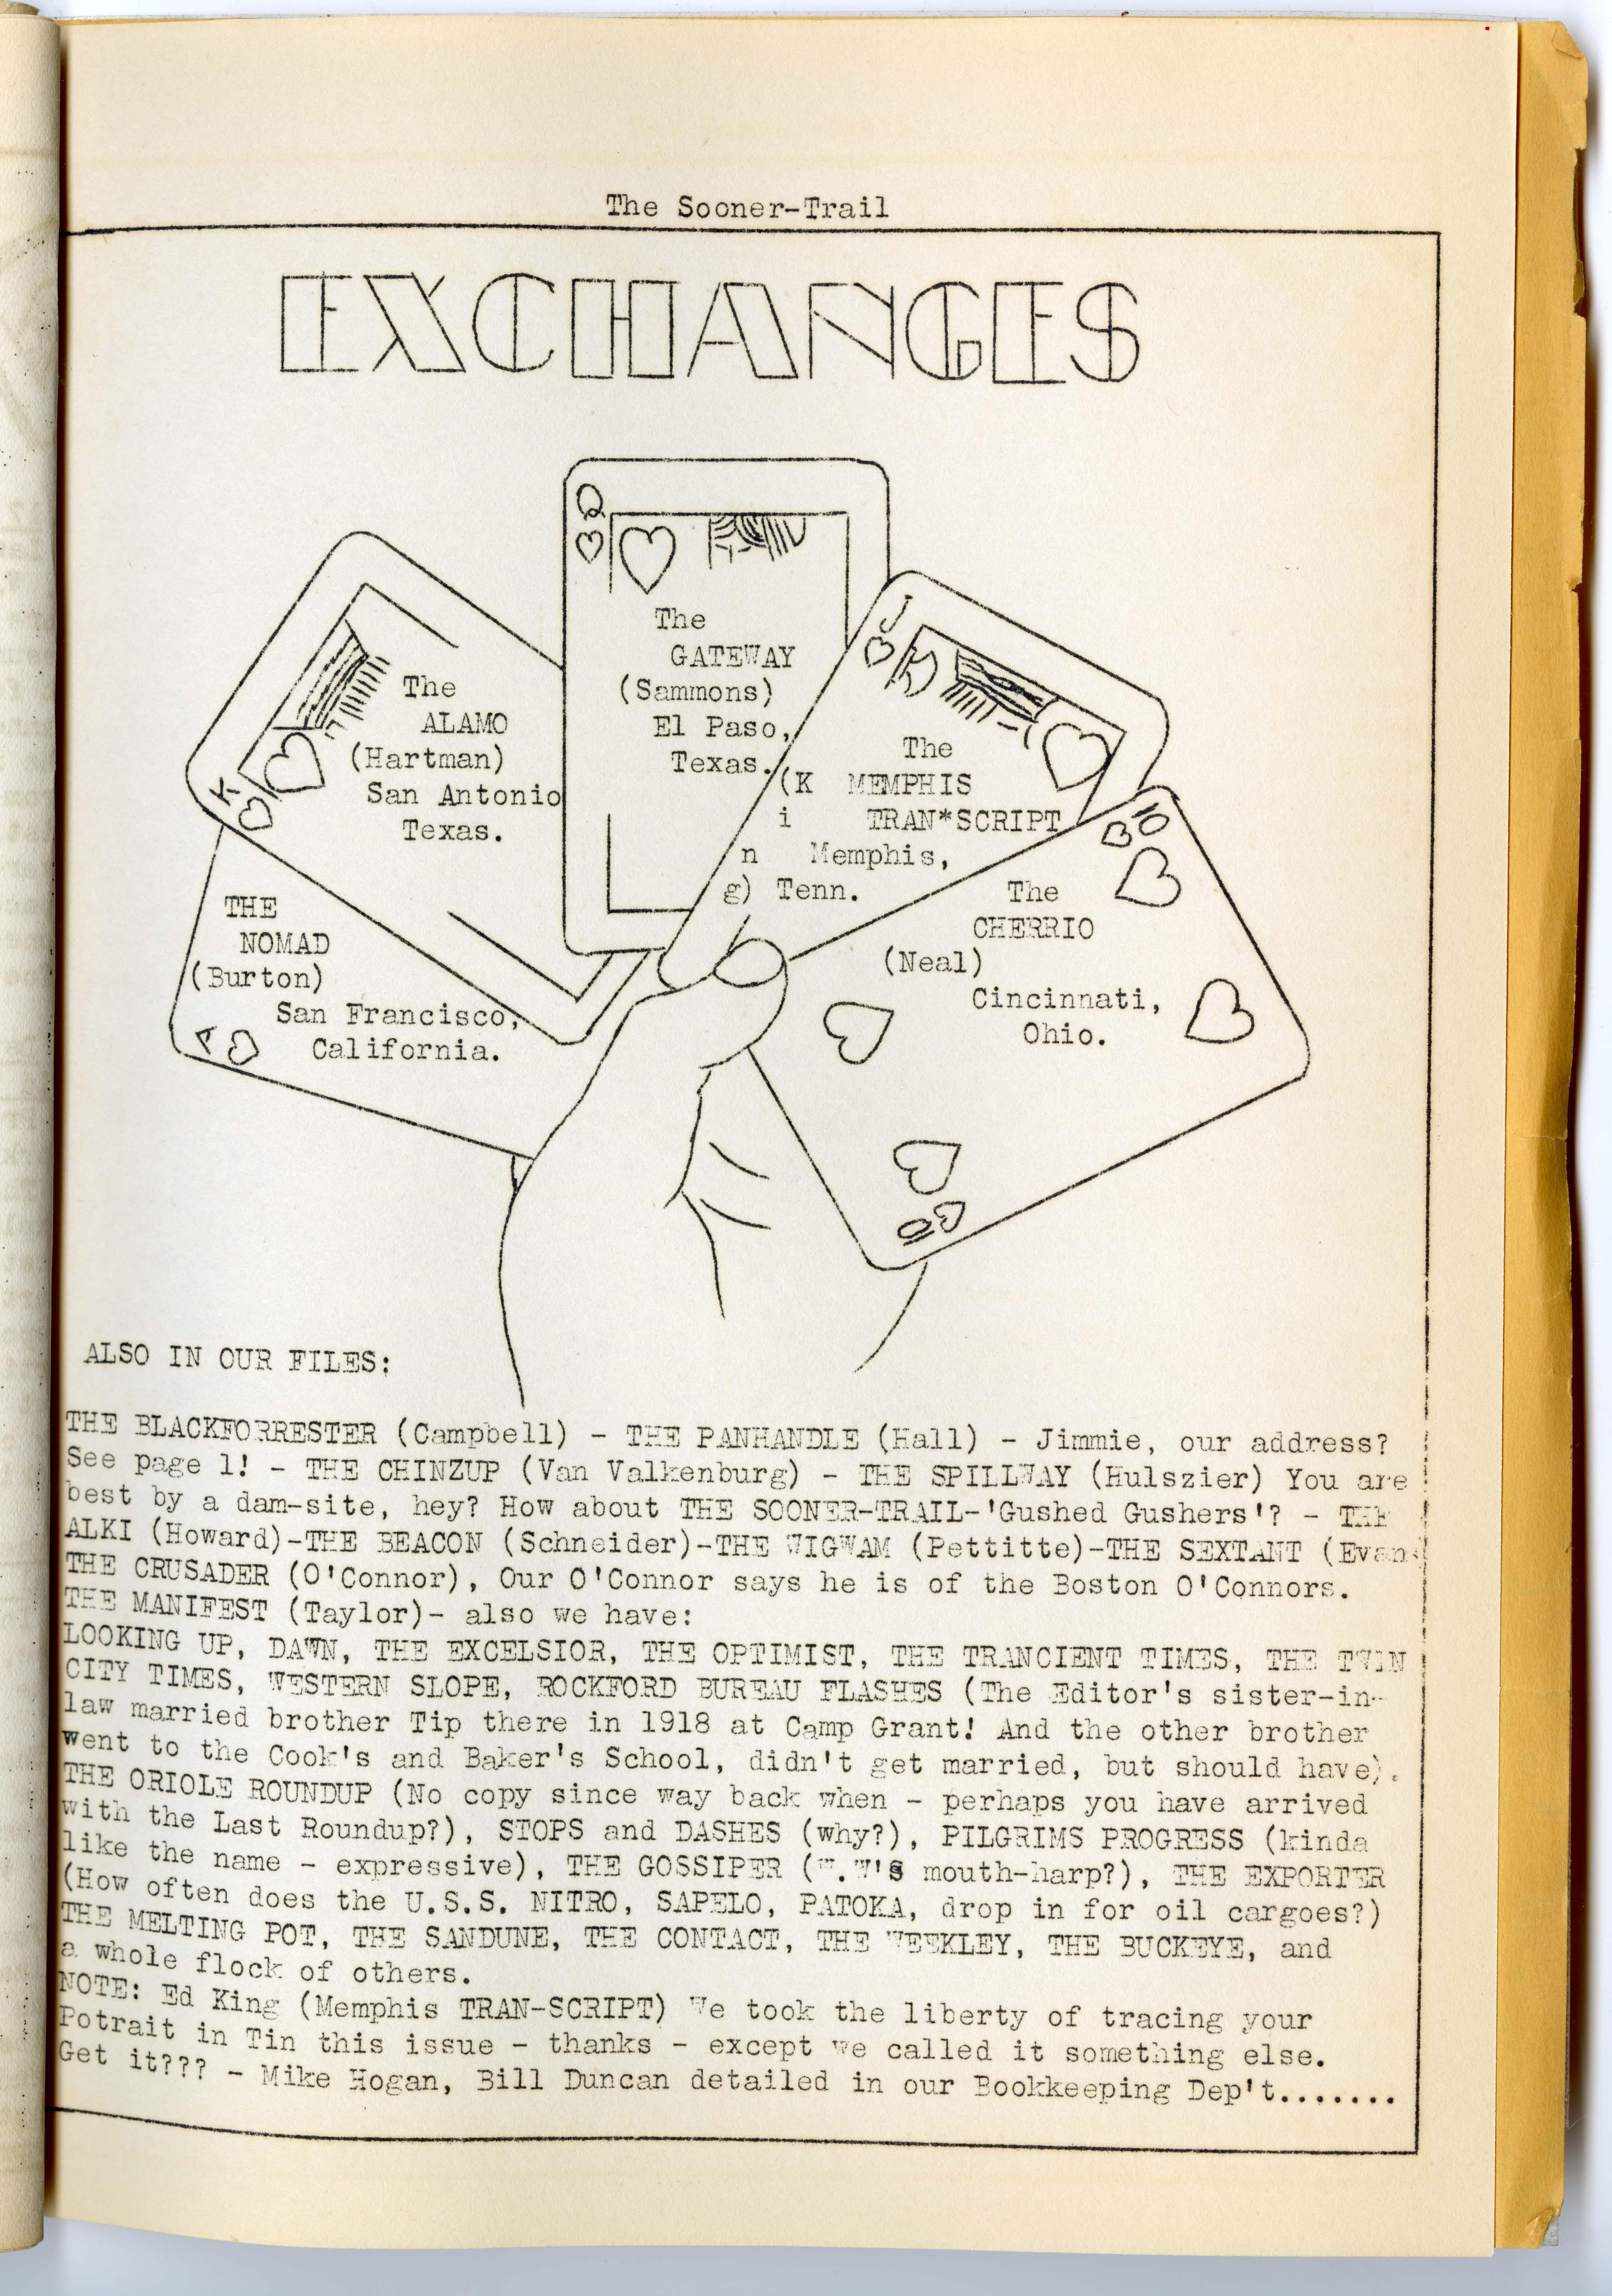 The Sooner-Trail
EXCHANGES
A
THE
NOMAD
(Burton)
San Francisco,
California.
K
The
ALAMO
(Hartman)
San Antonio
Texas.
Q
The
GATEWAY
(Sammons)
El Paso,
Texas.
J
The
(K MEMPHIS
i TRAN*SCRIPT
n Memphis,
g) Tenn.
10
The
CHERRIO
(Neal)
Cincinnati,
Ohio.
10
ALSO IN OUR FILES:
THE BLACKFORRESTER (Campbell) - THE PANHANDLE (Hall) - Jimmie, our address?
See page 1! - THE CHINZUP (Van Valkenburg) - THE SPILLWAY (Hulszier) You are
best by a dam-site, hey? How about THE SOONER-TRAIL-'Gushed Gushers'? - THE
ALKI (Howard)-THE BEACON (Schneider)-THE WIGWAM (Pettitte)-THE SEXTANT (Evans
THE CRUSADER (O'Connor), Our O'Connor says he is of the Boston O'Connors.
THE MANIFEST (Taylor)- also we have:
LOOKING UP, DAWN, THE EXCELSIOR, THE OPTIMIST, THE TRANCIENT TIMES, THE TWIN
CITY TIMES, WESTERN SLOPE, ROCKFORD BUREAU FLASHES (The Editor's sister-in-
law married brother Tip there in 1918 at Camp Grant! And the other brother
went to the Cook's and Baker's School, didn't get married, but should have).
THE ORIOLE ROUNDUP (No copy since way back when - perhaps you have arrived
with the Last Roundup?), STOPS and DASHES (why?), PILGRIMS PROGRESS (kinda
like the name - expressive), THE GOSSIPER (W.W's mouth-harp?), THE EXPORTER
(How often does the U.S.S. NITRO, SAPELO, PATOKA, drop in for oil cargoes?)
THE MELTING POT, THE SANDUNE, THE CONTACT, THE WEEKLEY, THE BUCKEYE, and
a whole flock of others.
NOTE: Ed King (Memphis TRAN-SCRIPT) We took the liberty of tracing your
Potrait in Tin this issue - thanks - except we called it something else.
Get it??? - Mike Hogan, Bill Duncan detailed in our Bookkeeping Dep't.......